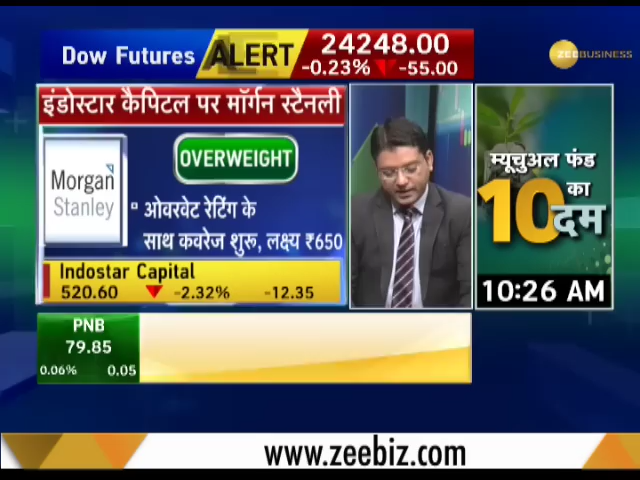 Dow Futures
ALERT
24248.00
-0.23% -55.00
ZEE BUSINESS
इंडोस्टार कैपिटल पर मॉर्गन स्टैनली
OVERWEIGHT
Morgan
Stanley
ओवरवेट रेटिंग के
साथ कवरेज शुरू, लक्ष्य ₹650
Indostar Capital
520.60 -2.32% -12.35
म्यूचुअल फंड
10 का
दम
10:26 AM
PNB
79.85
0.06% 0.05
www.zeebiz.com